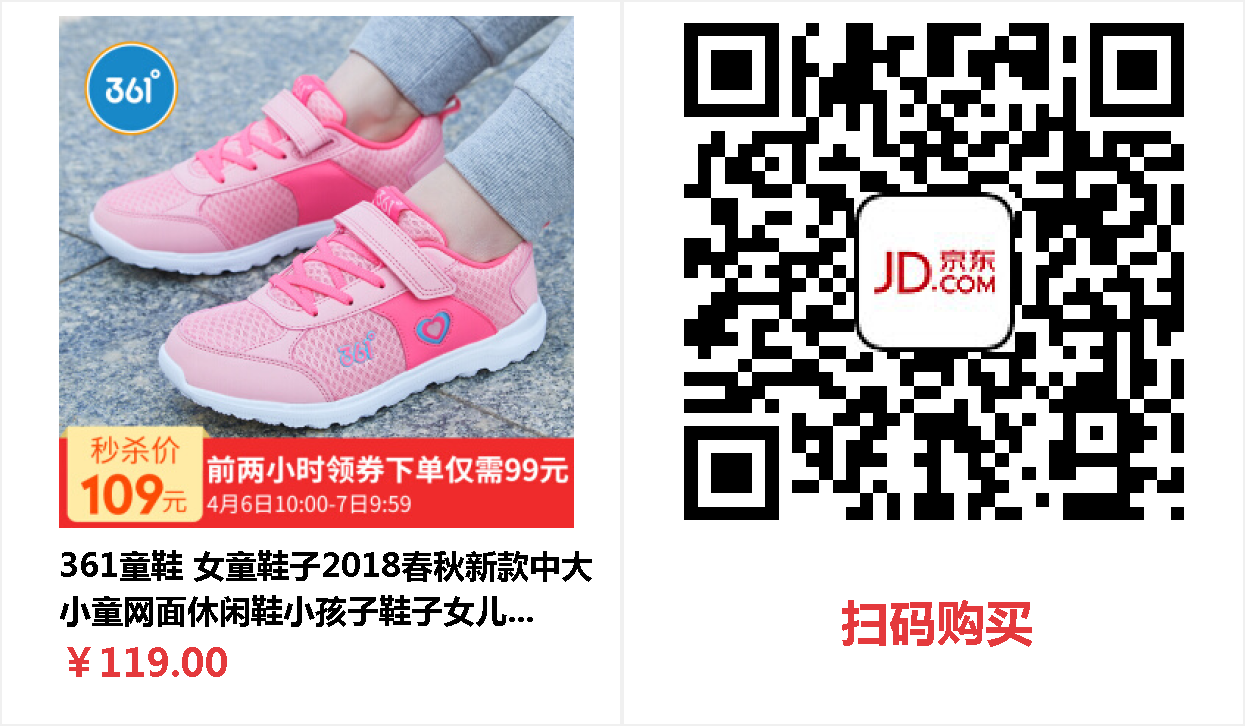 361°
361°
361°
秒杀价
109元
前两小时领券下单仅需99元
4月6日10:00-7日9:59
361童鞋 女童鞋子2018春秋新款中大
小童网面休闲鞋小孩子鞋子女儿...
￥119.00
JD京东
.COM
扫码购买